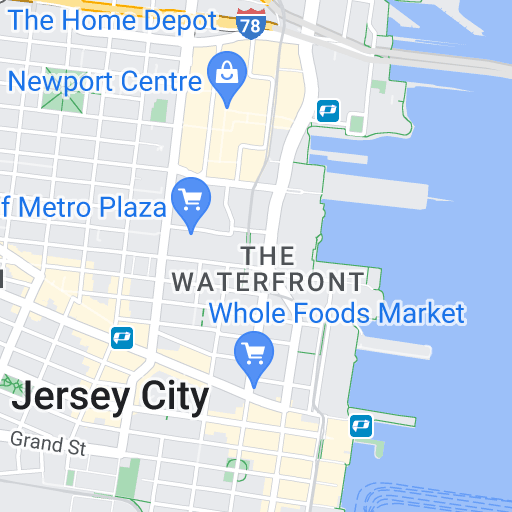 The Home Depot
78
Newport Centre
f Metro Plaza
THE
WATERFRONT
Whole Foods Market
Jersey City
Grand St